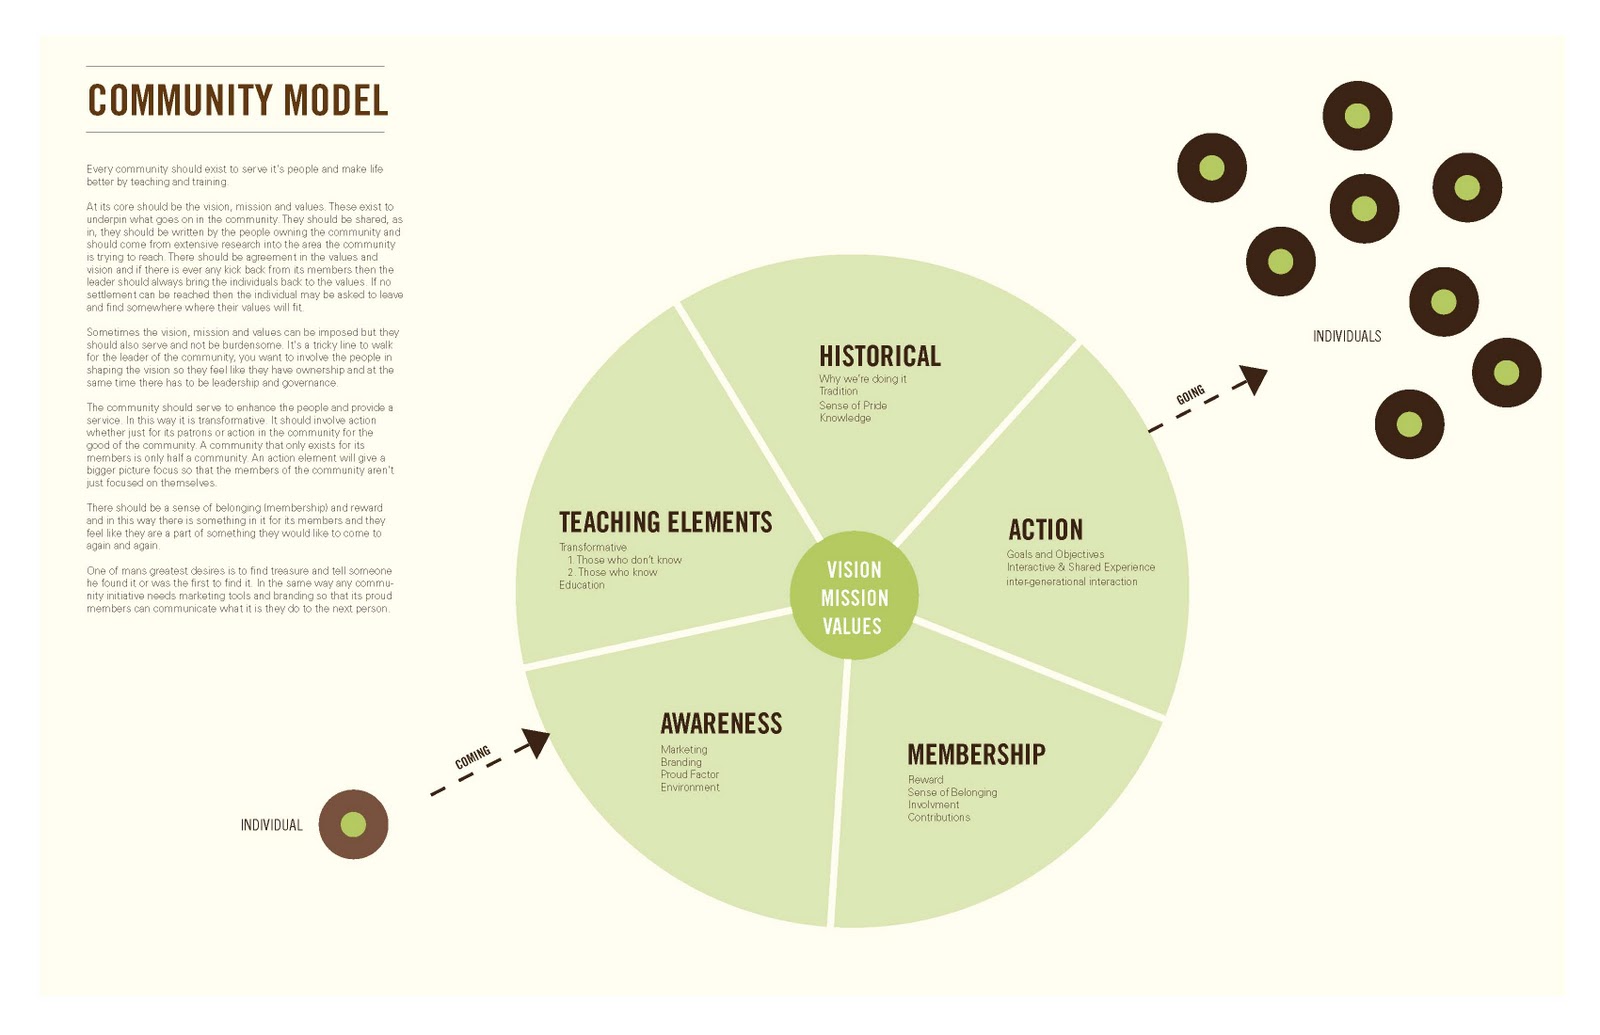 COMMUNITY MODEL
Every community should exist to serve it's people and make life
better by teaching and training.
At its core should be the vision, mission and values. These exist to
underpin what goes on in the community. They should be shared, as
in, they should be written by the people owning the community and
should come from extensive research into the area the community
is trying to reach. There should be agreement in the values and
vision and if there is ever any kick back from its members then the
leader should always bring the individuals back to the values. If no
settlement can be reached then the individual may be asked to leave
and find somewhere where their values will fit.
Sometimes the vision, mission and values can be imposed but they
should also serve and not be burdensome. It's a tricky line to walk
for the leader of the community, you want to involve the people in
shaping the vision so they feel like they have ownership and at the
same time there has to be leadership and governance.
The community should serve to enhance the people and provide a
service. In this way it is transformative. It should involve action
whether just for its patrons or action in the community for the
good of the community. A community that only exists for its
members is only half a community. An action element will give a
bigger picture focus so that the members of the community aren't
just focused on themselves.
There should be a sense of belonging (membership) and reward
and in this way there is something in it for its members and they
feel like they are a part of something they would like to come to
again and again.
One of mans greatest desires is to find treasure and tell someone
he found it or was the first to find it. In the same way any commu-
nity initiative needs marketing tools and branding so that its proud
members can communicate what it is they do to the next person.
HISTORICAL
Why we're doing it
Tradition
Sense of Pride
Knowledge
TEACHING ELEMENTS
Transformative
1. Those who don't know
2. Those who know
Education
ACTION
Goals and Objectives
Interactive & Shared Experience
inter-generational interaction
VISION
MISSION
VALUES
AWARENESS
Marketing
Branding
Proud Factor
Environment
MEMBERSHIP
Reward
Sense of Belonging
Involvment
Contributions
COMING
INDIVIDUAL
GOING
INDIVIDUALS